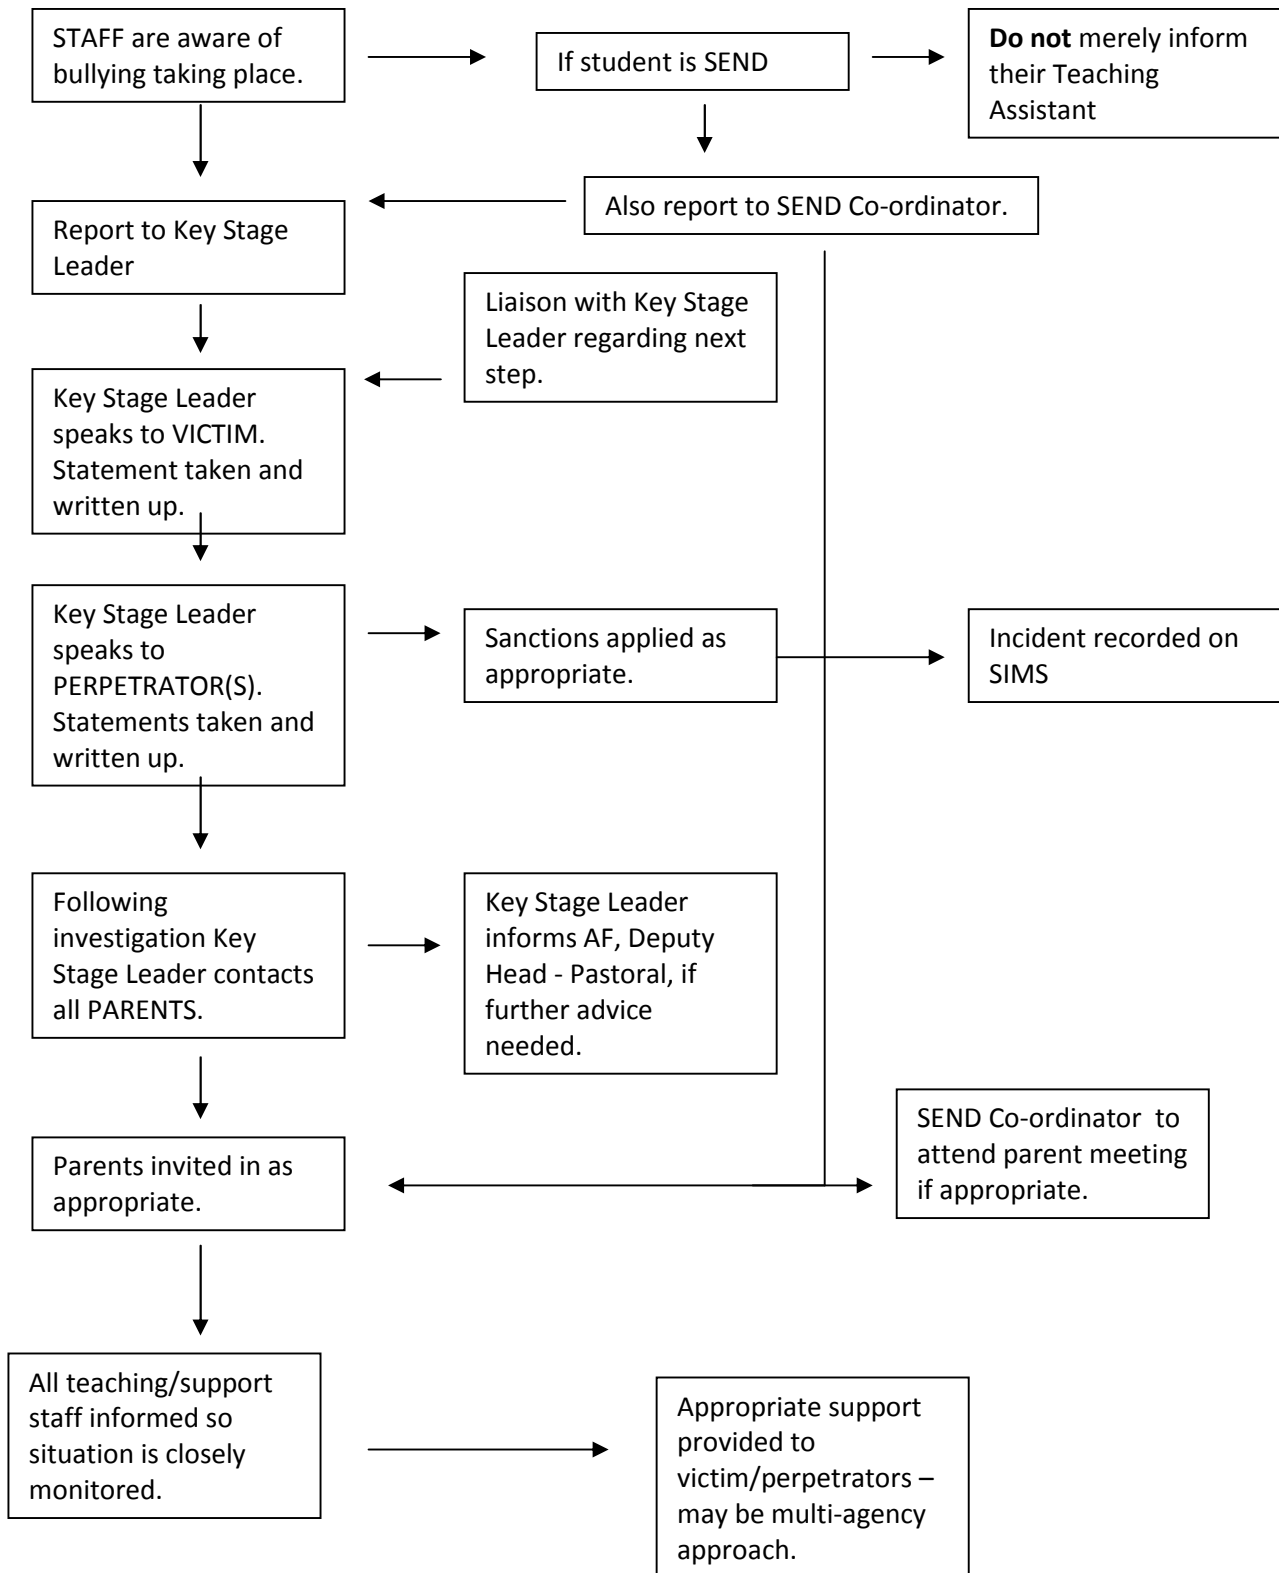 STAFF are aware of
bullying taking place.
If student is SEND
Do not merely inform
their Teaching
Assistant
Also report to SEND Co-ordinator.
Report to Key Stage
Leader
Liaison with Key Stage
Leader regarding next
step.
Key Stage Leader
speaks to VICTIM.
Statement taken and
written up.
Key Stage Leader
speaks to
PERPETRATOR(S).
Statements taken and
written up.
Sanctions applied as
appropriate.
Incident recorded on
SIMS
Following
investigation Key
Stage Leader contacts
all PARENTS.
Key Stage Leader
informs AF, Deputy
Head - Pastoral, if
further advice
needed.
Parents invited in as
appropriate.
SEND Co-ordinator  to
attend parent meeting
if appropriate.
All teaching/support
staff informed so
situation is closely
monitored.
Appropriate support
provided to
victim/perpetrators –
may be multi-agency
approach.